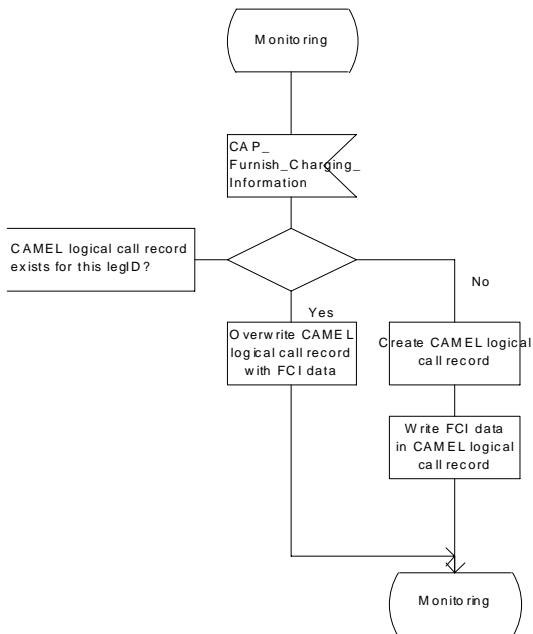 Monitoring
CAP_
Furnish_Charging_
Information
CAMEL logical call record
exists for this legID?
No
Yes
Overwrite CAMEL
logical call record
with FCI data
Create CAMEL logical
call record
Write FCI data
in CAMEL logical
call record
Monitoring